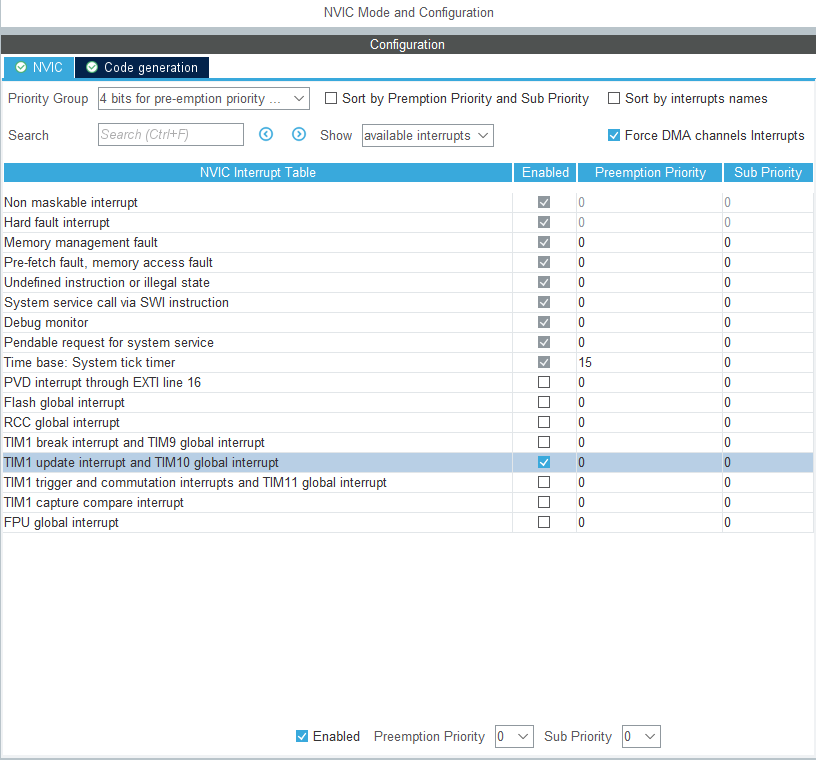 NVIC Mode and Configuration
Configuration
NVIC Code generation
Priority Group 4 bits for pre-emption priority ... Sort by Premption Priority and Sub Priority Sort by interrupts names
Search Search (Ctrl+F) Show available interrupts Force DMA channels Interrupts
NVIC Interrupt Table Enabled Preemption Priority Sub Priority
Non maskable interrupt 0 0
Hard fault interrupt 0 0
Memory management fault 0 0
Pre-fetch fault, memory access fault 0 0
Undefined instruction or illegal state 0 0
System service call via SWI instruction 0 0
Debug monitor 0 0
Pendable request for system service 0 0
Time base: System tick timer 15 0
PVD interrupt through EXTI line 16 0 0
Flash global interrupt 0 0
RCC global interrupt 0 0
TIM1 break interrupt and TIM9 global interrupt 0 0
TIM1 update interrupt and TIM10 global interrupt 0 0
TIM1 trigger and commutation interrupts and TIM11 global interrupt 0 0
TIM1 capture compare interrupt 0 0
FPU global interrupt 0 0
Enabled Preemption Priority 0 Sub Priority 0